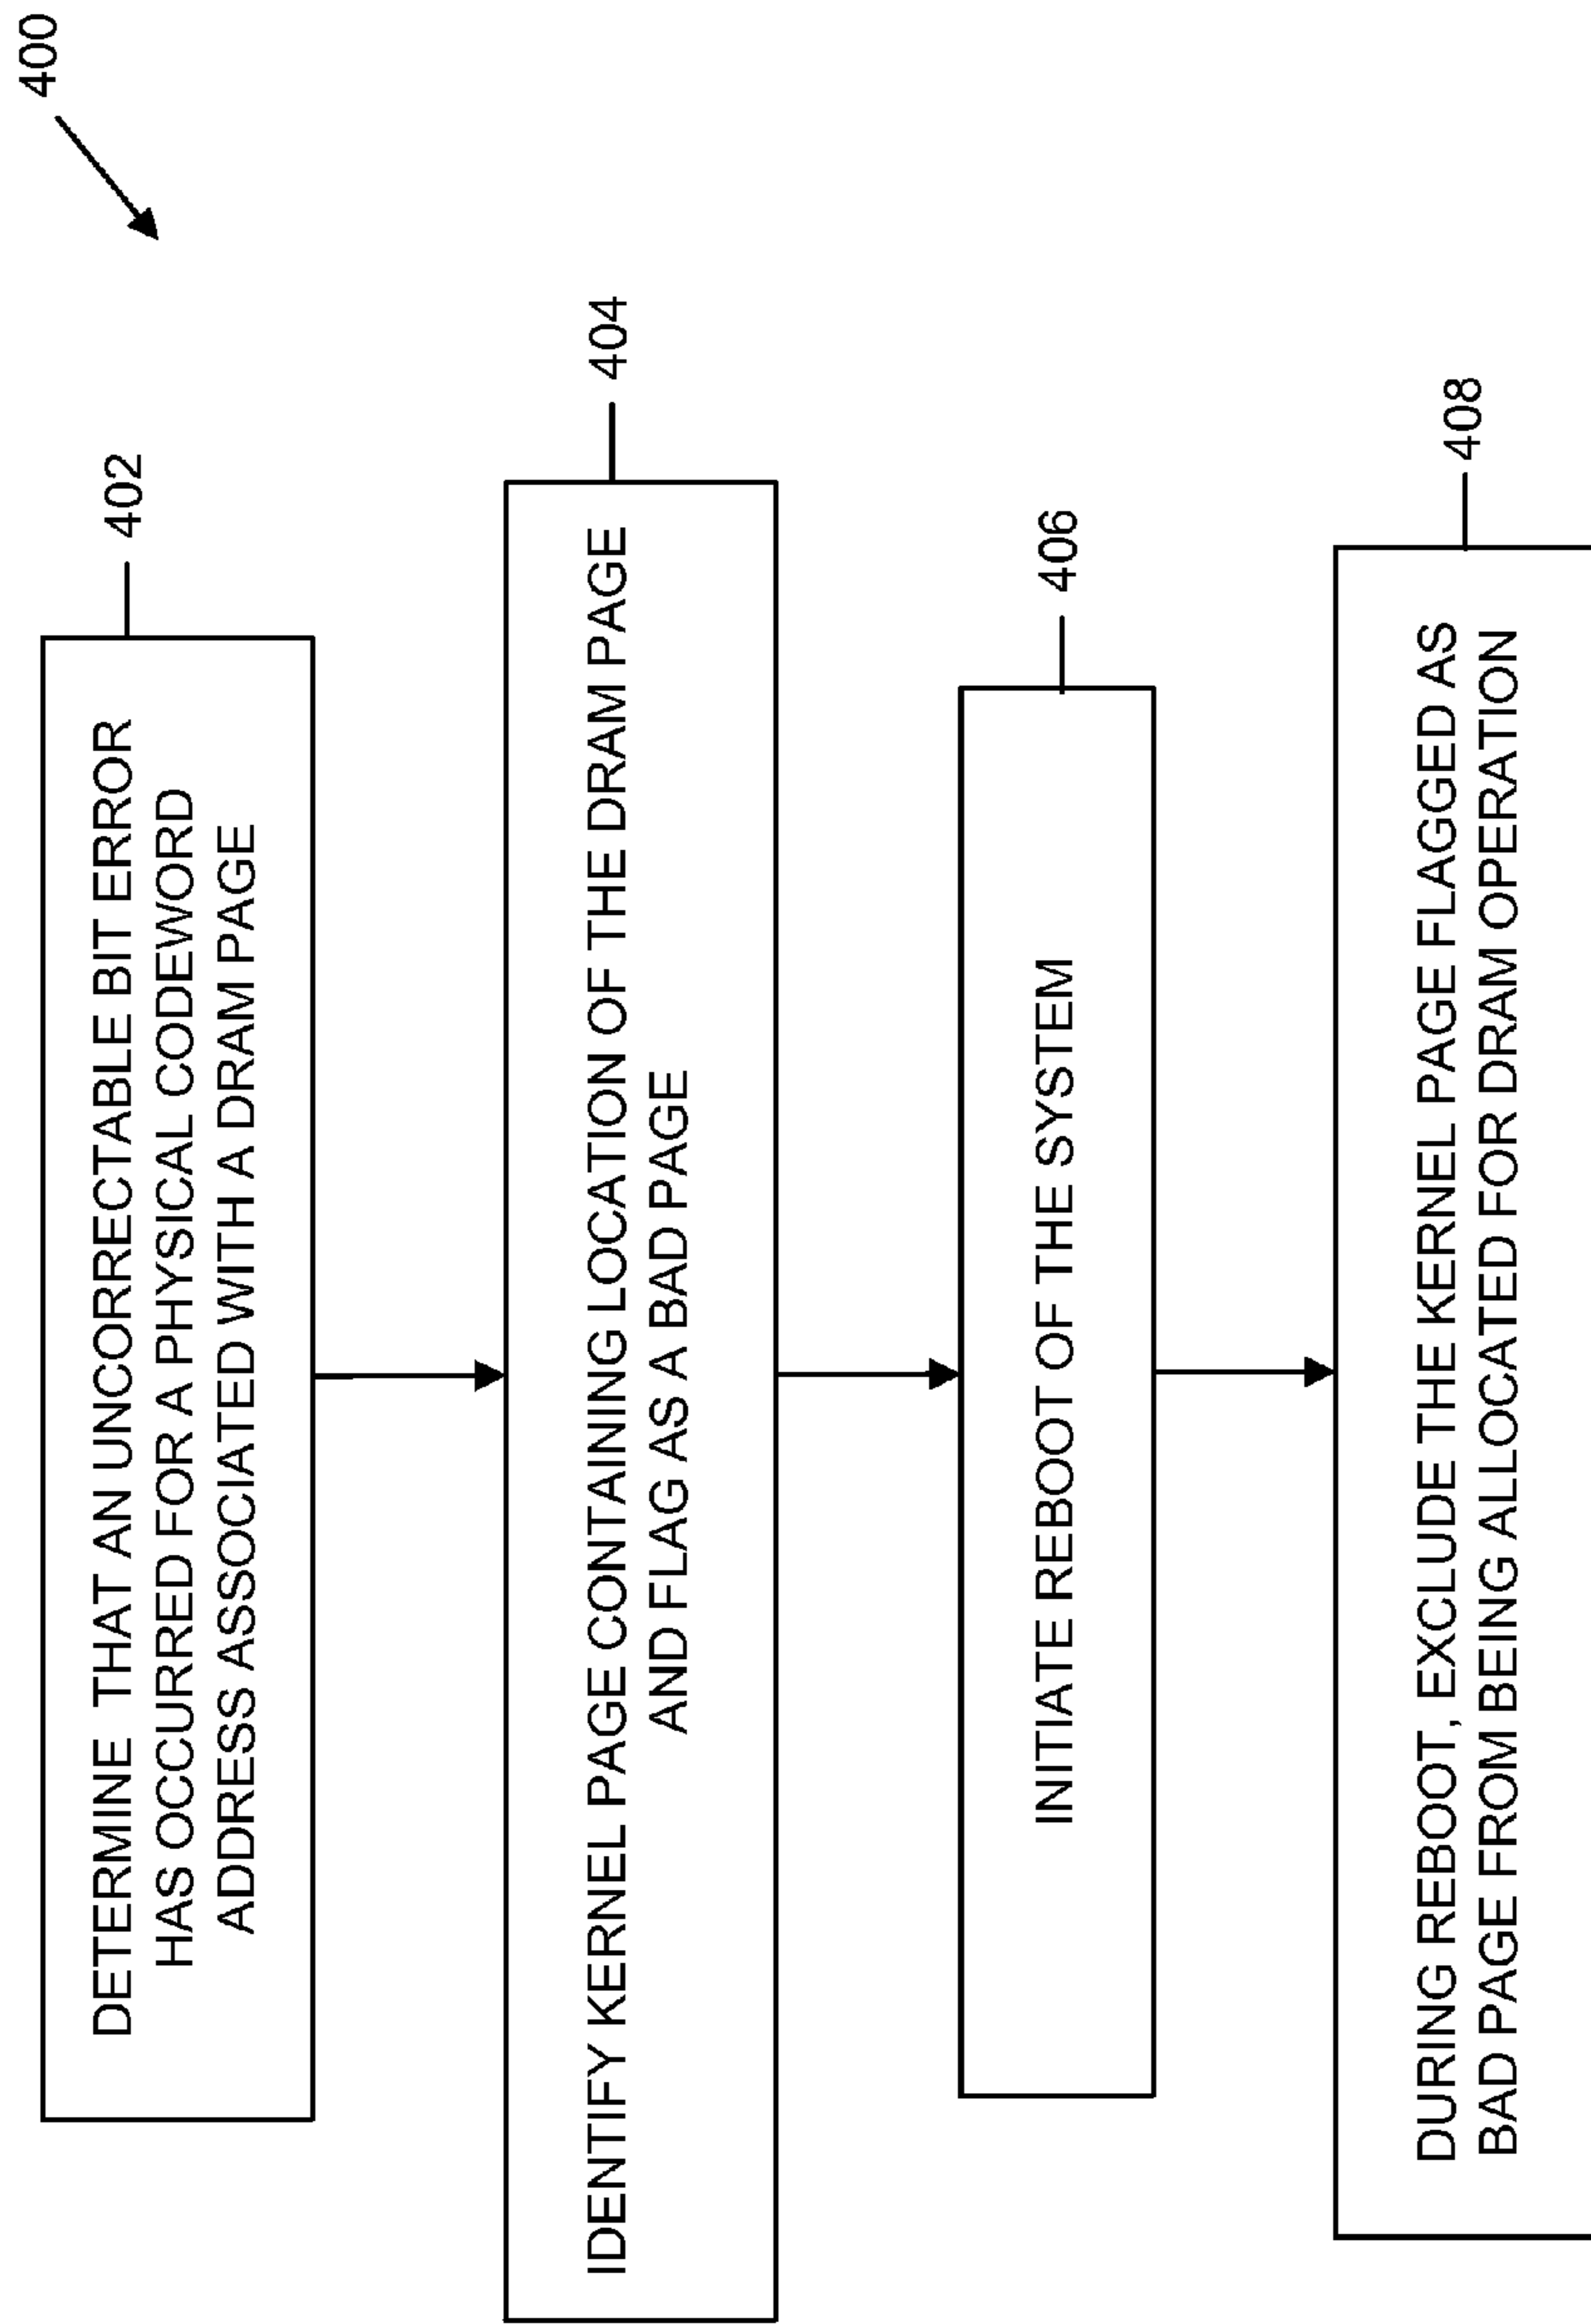 400
DETERMINE THAT AN UNCORRECTABLE BIT ERROR
HAS OCCURRED FOR A PHYSICAL CODEWORD
ADDRESS ASSOCIATED WITH A DRAM PAGE
402
IDENTIFY KERNEL PAGE CONTAINING LOCATION OF THE DRAM PAGE
AND FLAG AS A BAD PAGE
404
INITIATE REBOOT OF THE SYSTEM
406
DURING REBOOT, EXCLUDE THE KERNEL PAGE FLAGGED AS
BAD PAGE FROM BEING ALLOCATED FOR DRAM OPERATION
408